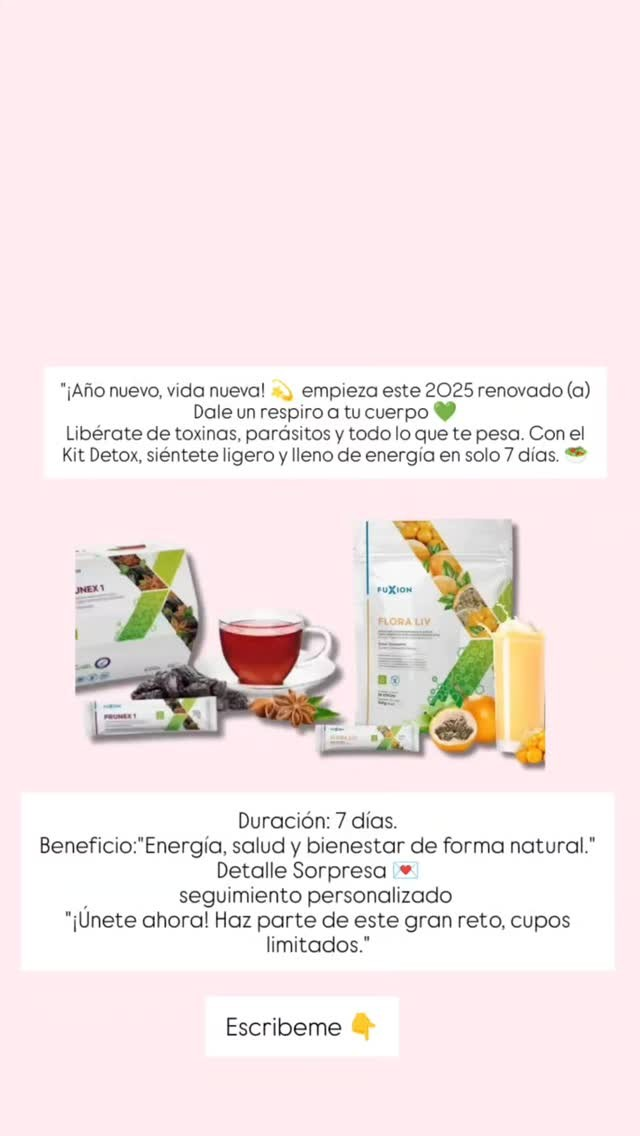 "¡Año nuevo, vida nueva! 💫 empieza este 2025 renovado (a)
Dale un respiro a tu cuerpo 💚
Libérate de toxinas, parásitos y todo lo que te pesa. Con el
Kit Detox, siéntete ligero y lleno de energía en solo 7 días. 🥗
UNEX 1
FUXION
PRUNEX 1
FUXION
FLORA LIV
FLORA LIV
Duración: 7 días.
Beneficio:"Energía, salud y bienestar de forma natural."
Detalle Sorpresa 💌
seguimiento personalizado
"¡Únete ahora! Haz parte de este gran reto, cupos
limitados."
Escribeme 👇